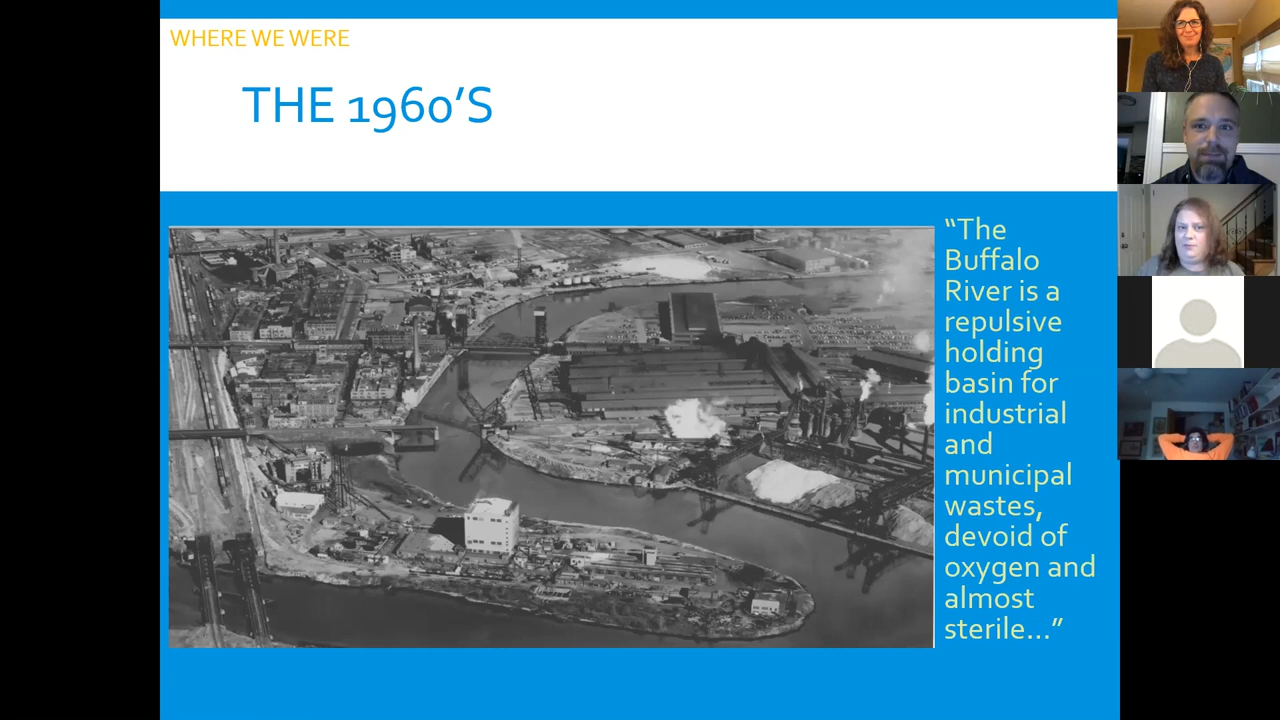 WHERE WE WERE
THE 1960’S
“The
Buffalo
River is a
repulsive
holding
basin for
industrial
and
municipal
wastes,
devoid of
oxygen and
almost
sterile...”